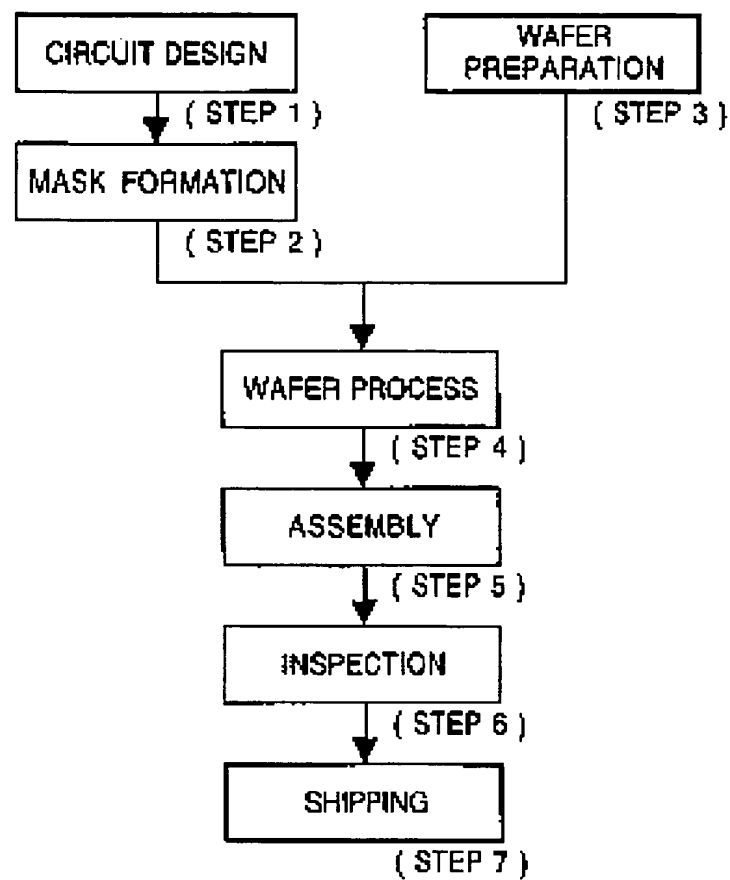 CIRCUIT DESIGN
( STEP 1 )
MASK FORMATION
( STEP 2 )
WAFER
PREPARATION
( STEP 3 )
WAFER PROCESS
( STEP 4 )
ASSEMBLY
( STEP 5 )
INSPECTION
( STEP 6 )
SHIPPING
( STEP 7 )